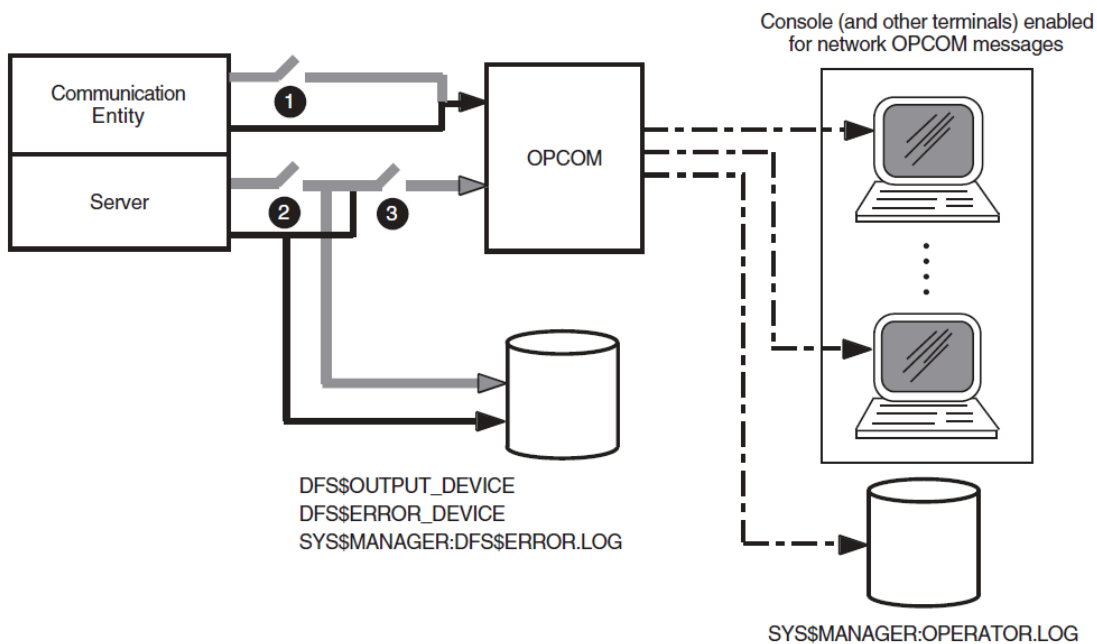 Console (and other terminals) enabled
for network OPCOM messages
Communication
Entity
1
OPCOM
Server
2
3
DFS$OUTPUT_DEVICE
DFS$ERROR_DEVICE
SYS$MANAGER:DFS$ERROR.LOG
SYS$MANAGER:OPERATOR.LOG